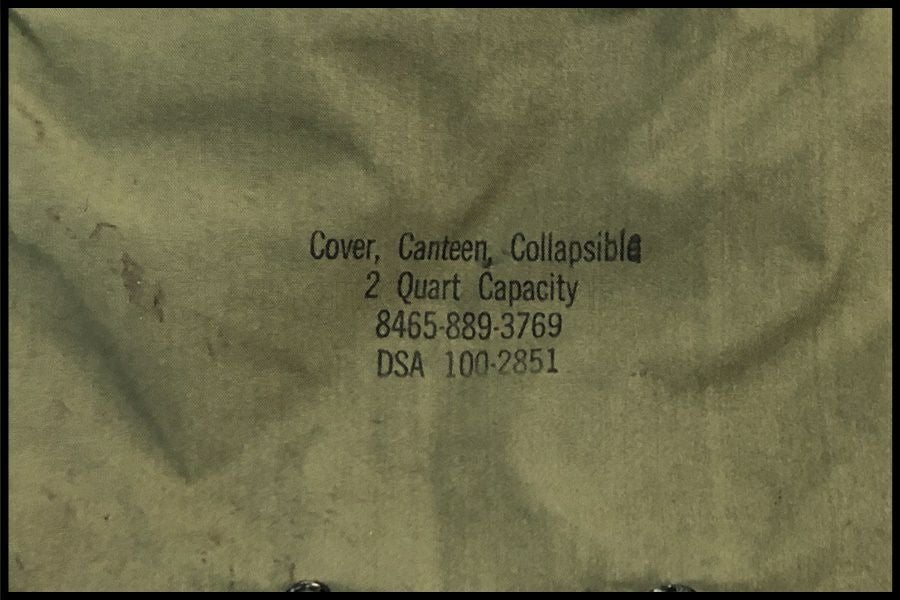 Cover, Canteen, Collapsible
2 Quart Capacity
8465-889-3769
DSA 100-2851